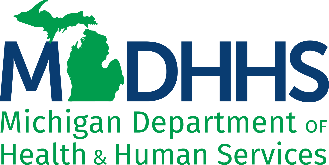 MDHHS
Michigan Department OF
Health & Human Services